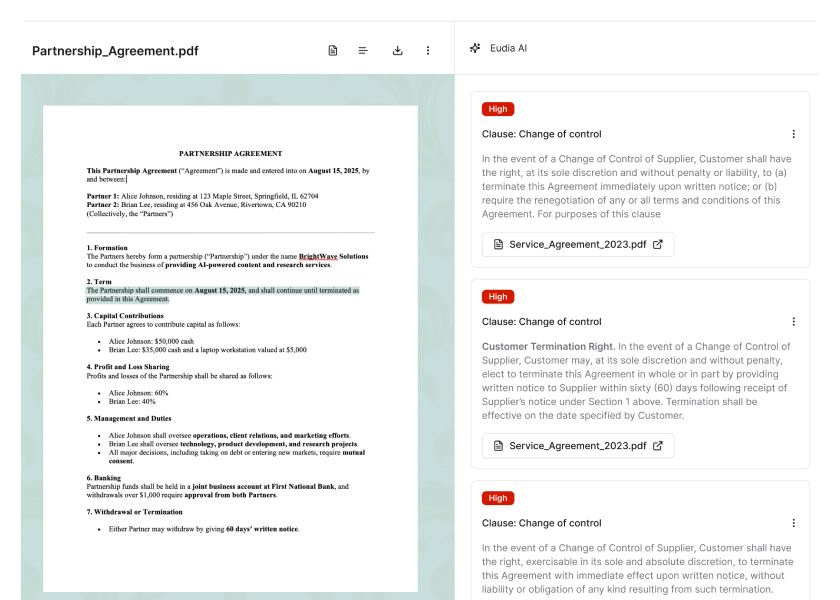 Partnership_Agreement.pdf
PARTNERSHIP AGREEMENT
This Partnership Agreement (“Agreement”) is made and entered into on August 15, 2025, by
and between:
Partner 1: Alice Johnson, residing at 123 Maple Street, Springfield, IL 62704
Partner 2: Brian Lee, residing at 456 Oak Avenue, Rivertown, CA 90210
(Collectively, the “Partners”)
1. Formation
The Partners hereby form a partnership (“Partnership”) under the name BrightWave Solutions
to conduct the business of providing AI-powered content and research services.
2. Term
The Partnership shall commence on August 15, 2025, and shall continue until terminated as
provided in this Agreement.
3. Capital Contributions
Each Partner agrees to contribute capital as follows:
• Alice Johnson: $50,000 cash
• Brian Lee: $35,000 cash and a laptop workstation valued at $5,000
4. Profit and Loss Sharing
Profits and losses of the Partnership shall be shared as follows:
• Alice Johnson: 60%
• Brian Lee: 40%
5. Management and Duties
• Alice Johnson shall oversee operations, client relations, and marketing efforts.
• Brian Lee shall oversee technology, product development, and research projects.
• All major decisions, including taking on debt or entering new markets, require mutual
consent.
6. Banking
Partnership funds shall be held in a joint business account at First National Bank, and
withdrawals over $1,000 require approval from both Partners.
7. Withdrawal or Termination
• Either Partner may withdraw by giving 60 days’ written notice.
Eudia AI
High
Clause: Change of control
In the event of a Change of Control of Supplier, Customer shall have
the right, at its sole discretion and without penalty or liability, to (a)
terminate this Agreement immediately upon written notice; or (b)
require the renegotiation of any or all terms and conditions of this
Agreement. For purposes of this clause
Service_Agreement_2023.pdf
High
Clause: Change of control
Customer Termination Right. In the event of a Change of Control of
Supplier, Customer may, at its sole discretion and without penalty,
elect to terminate this Agreement in whole or in part by providing
written notice to Supplier within sixty (60) days following receipt of
Supplier’s notice under Section 1 above. Termination shall be
effective on the date specified by Customer.
Service_Agreement_2023.pdf
High
Clause: Change of control
In the event of a Change of Control of Supplier, Customer shall have
the right, exercisable in its sole and absolute discretion, to terminate
this Agreement with immediate effect upon written notice, without
liability or obligation of any kind resulting from such termination.